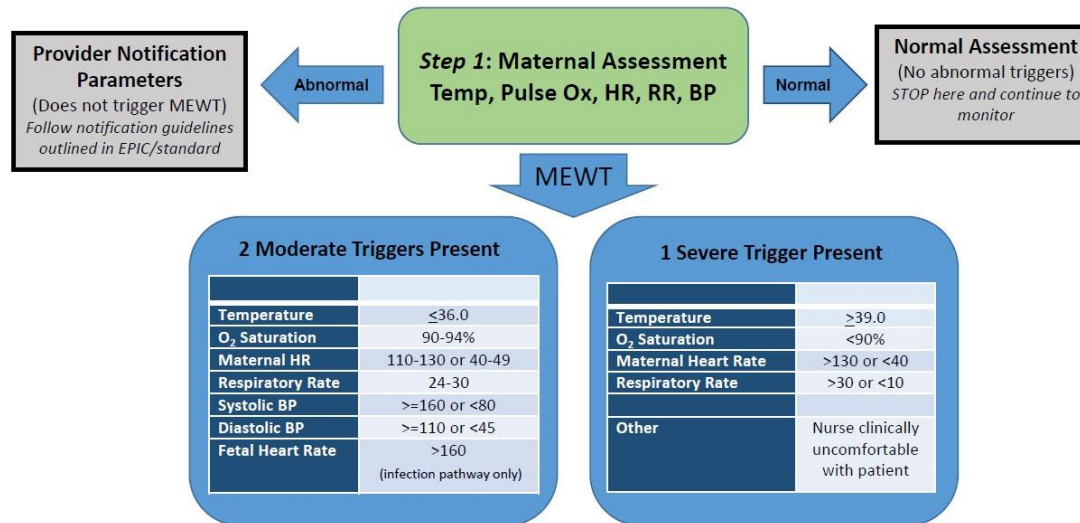 Provider Notification
Parameters
(Does not trigger MEWT)
Follow notification guidelines
outlined in EPIC/standard
Abnormal
Step 1: Maternal Assessment
Temp, Pulse Ox, HR, RR, BP
Normal
Normal Assessment
(No abnormal triggers)
STOP here and continue to
monitor
MEWT
2 Moderate Triggers Present
Temperature ≤36.0
O₂ Saturation 90-94%
Maternal HR 110-130 or 40-49
Respiratory Rate 24-30
Systolic BP >=160 or <80
Diastolic BP >=110 or <45
Fetal Heart Rate >160
(infection pathway only)
1 Severe Trigger Present
Temperature ≥39.0
O₂ Saturation <90%
Maternal Heart Rate >130 or <40
Respiratory Rate >30 or <10
Other Nurse clinically
uncomfortable
with patient